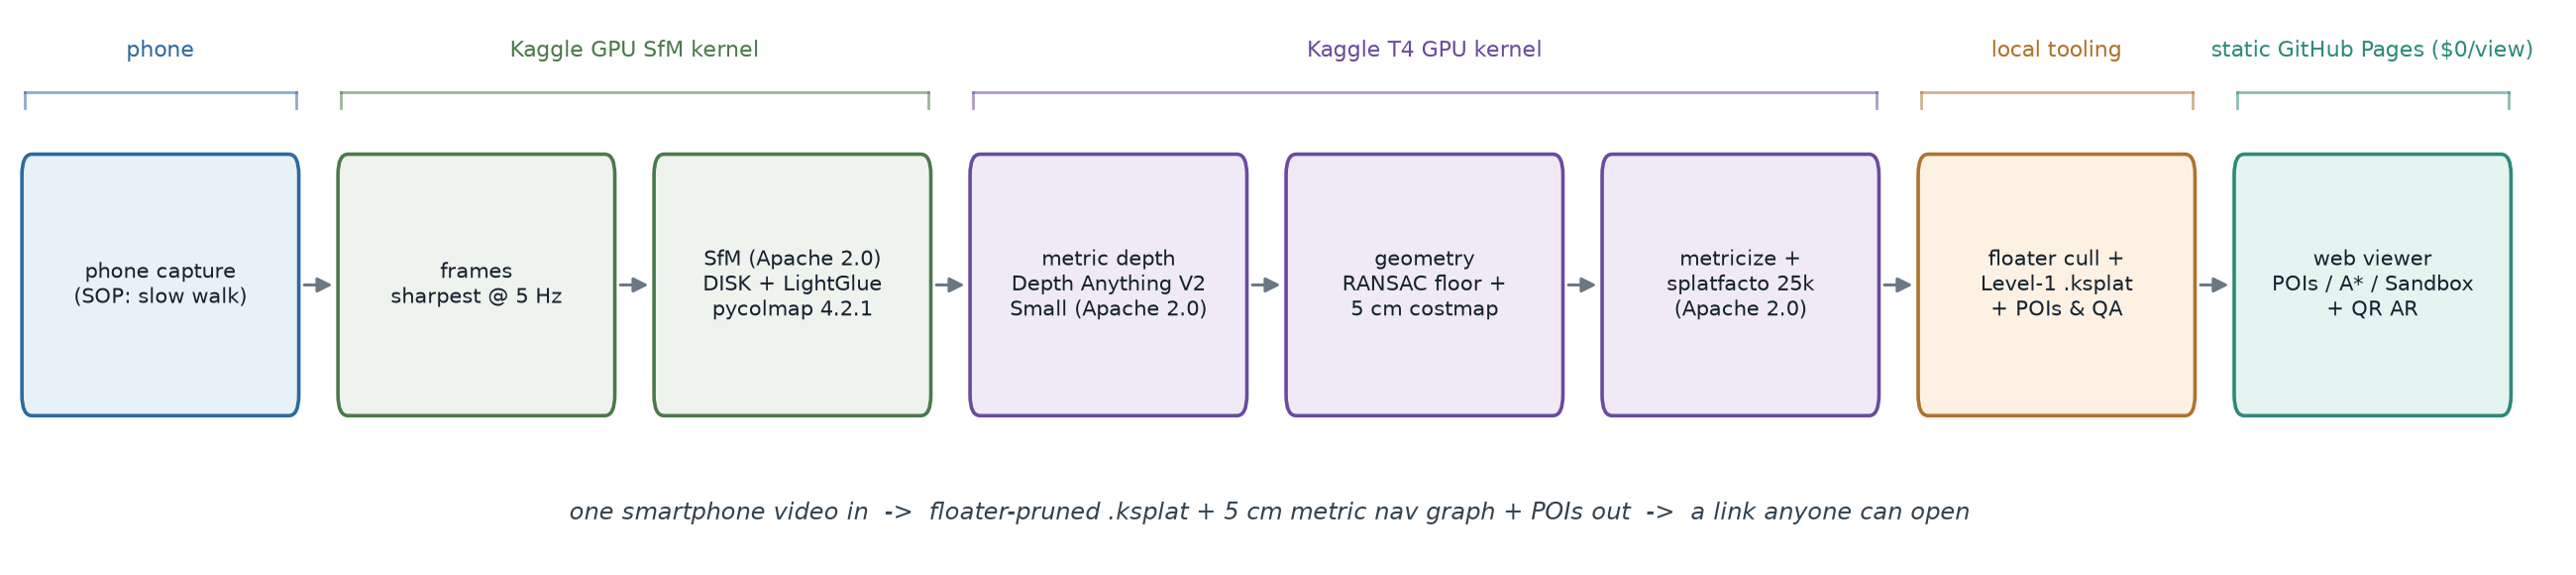 phone
Kaggle GPU SfM kernel
Kaggle T4 GPU kernel
local tooling
static GitHub Pages ($0/view)
phone capture
(SOP: slow walk)
frames
sharpest @ 5 Hz
SfM (Apache 2.0)
DISK + LightGlue
pycolmap 4.2.1
metric depth
Depth Anything V2
Small (Apache 2.0)
geometry
RANSAC floor +
5 cm costmap
metricize +
splatfacto 25k
(Apache 2.0)
floater cull +
Level-1 .ksplat
+ POIs & QA
web viewer
POIs / A* / Sandbox
+ QR AR
one smartphone video in -> floater-pruned .ksplat + 5 cm metric nav graph + POIs out -> a link anyone can open